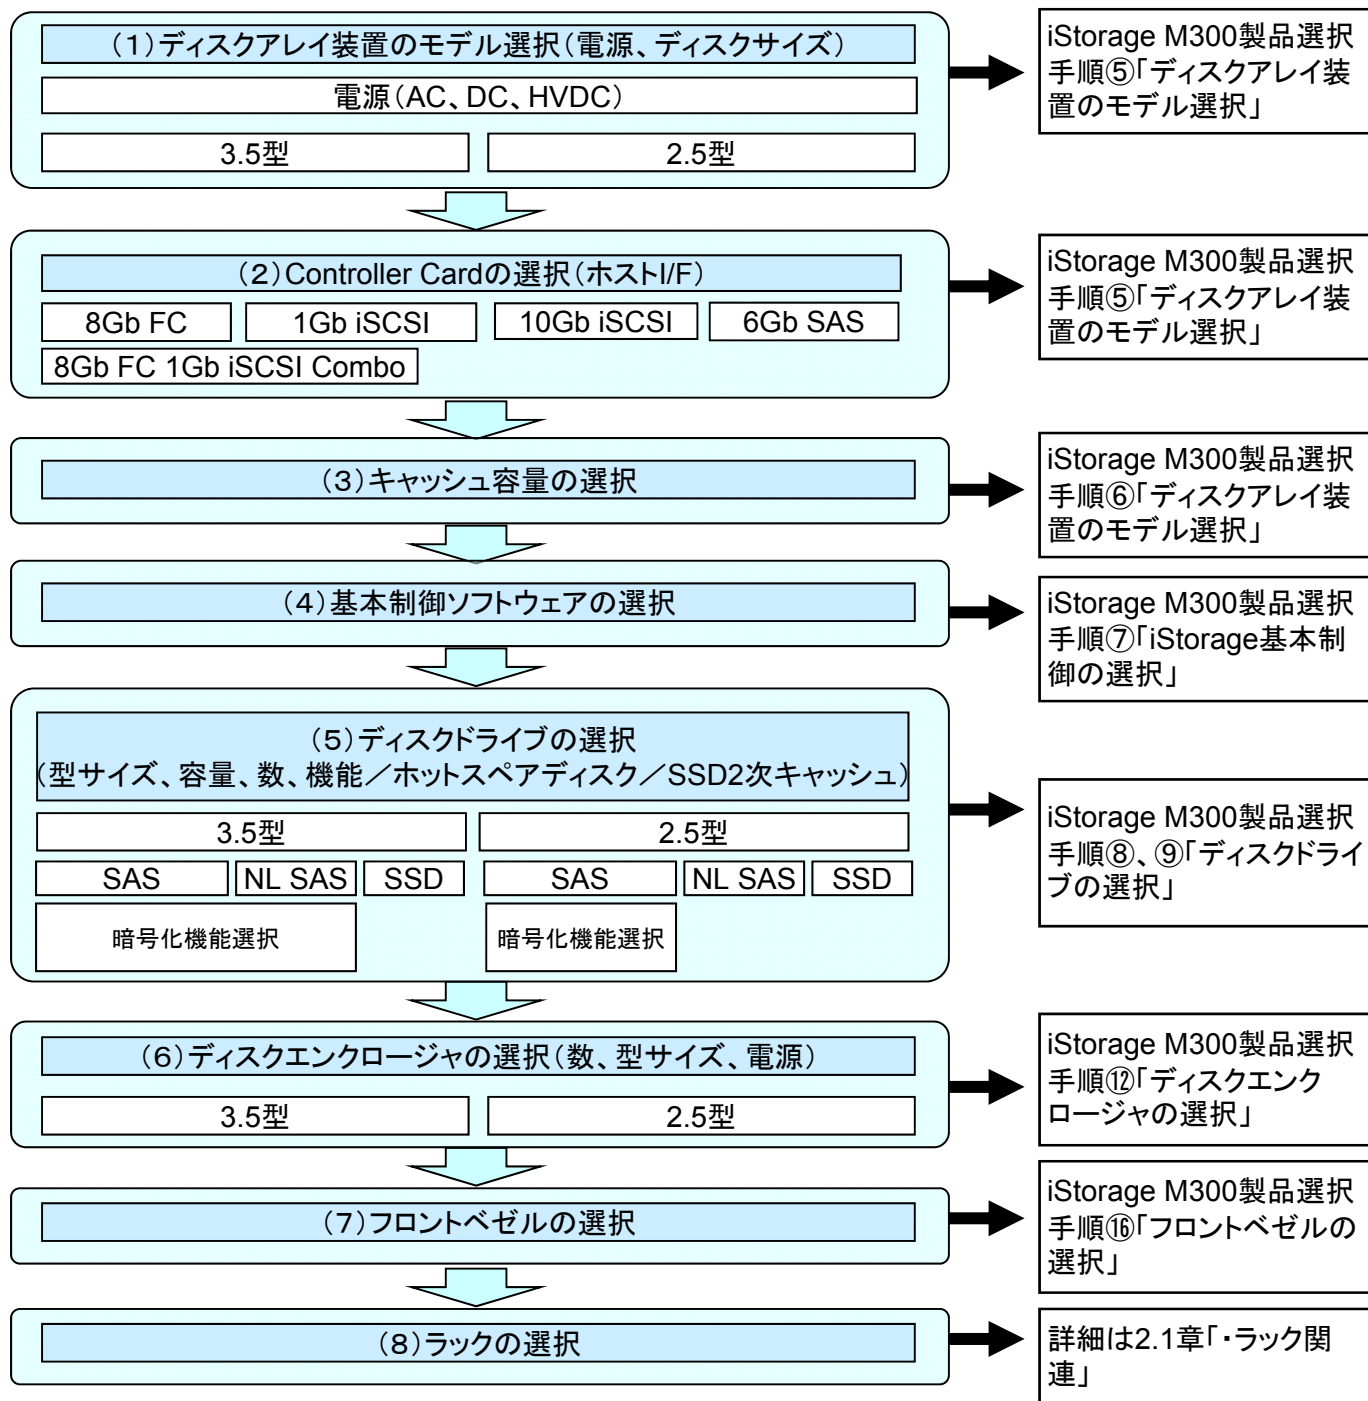 （１）ディスクアレイ装置のモデル選択（電源、ディスクサイズ）
電源（AC、DC、HVDC）
3.5型
2.5型
iStorage M300製品選択
手順⑤「ディスクアレイ装
置のモデル選択」
（２）Controller Cardの選択（ホストI/F）
8Gb FC
1Gb iSCSI
10Gb iSCSI
6Gb SAS
8Gb FC 1Gb iSCSI Combo
iStorage M300製品選択
手順⑤「ディスクアレイ装
置のモデル選択」
（３）キャッシュ容量の選択
iStorage M300製品選択
手順⑥「ディスクアレイ装
置のモデル選択」
（４）基本制御ソフトウェアの選択
iStorage M300製品選択
手順⑦「iStorage基本制
御の選択」
（５）ディスクドライブの選択
（型サイズ、容量、数、機能／ホットスペアディスク／SSD2次キャッシュ）
3.5型
2.5型
SAS
NL SAS
SSD
SAS
NL SAS
SSD
暗号化機能選択
暗号化機能選択
iStorage M300製品選択
手順⑧、⑨「ディスクドライ
ブの選択」
（６）ディスクエンクロージャの選択（数、型サイズ、電源）
3.5型
2.5型
iStorage M300製品選択
手順⑫「ディスクエンク
ロージャの選択」
（７）フロントベゼルの選択
iStorage M300製品選択
手順⑯「フロントベゼルの
選択」
（８）ラックの選択
詳細は2.1章「・ラック関
連」